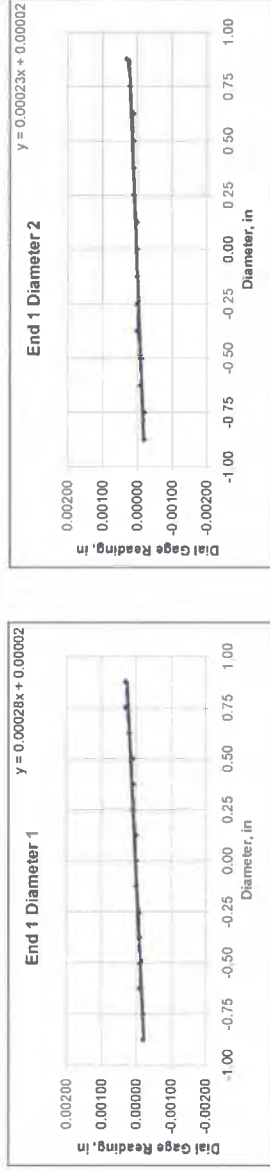 y = 0.00028x + 0.00002
End 1 Diameter 1
Dial Gage Reading, in
0.00200
0.00100
0.00000
-0.00100
-0.00200
-1.00 -0.75 -0.50 -0.25 0.00 0.25 0.50 0.75 1.00
Diameter, in
y = 0.00023x + 0.00002
End 1 Diameter 2
Dial Gage Reading, in
0.00200
0.00100
0.00000
-0.00100
-0.00200
-1.00 -0.75 -0.50 -0.25 0.00 0.25 0.50 0.75 1.00
Diameter, in